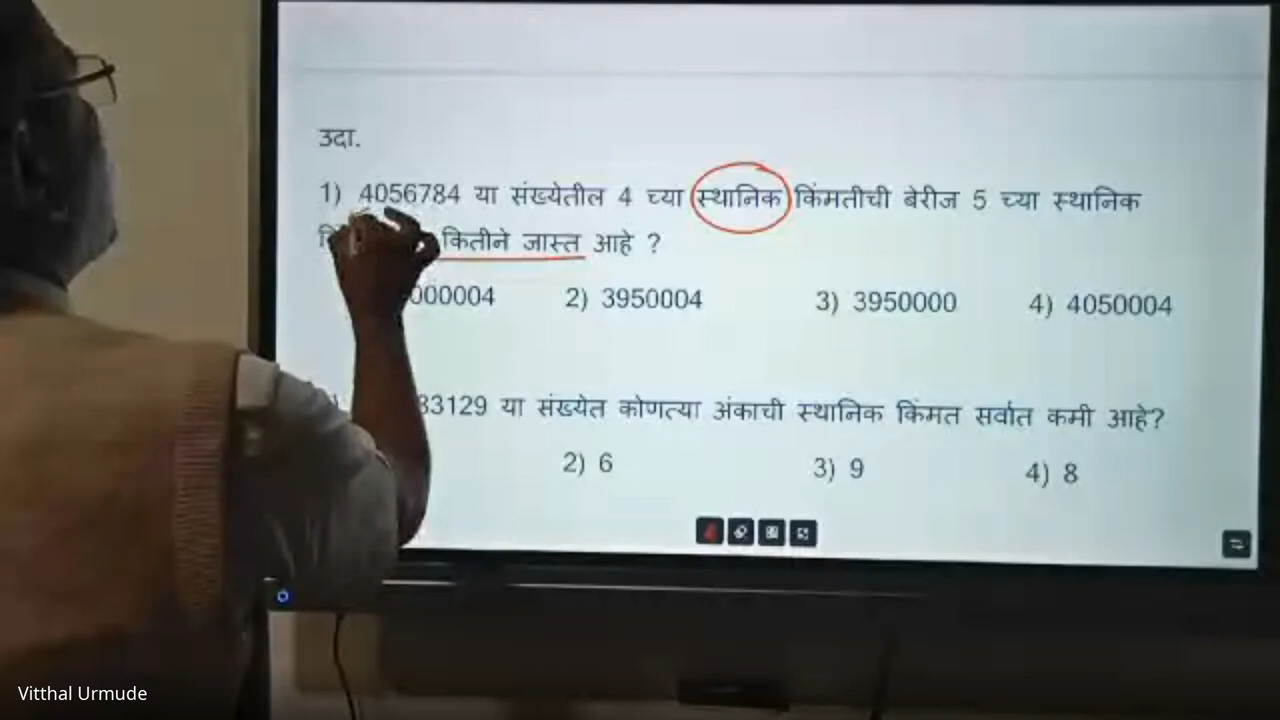 उदा.
1) 4056784 या संख्येतील 4 च्या स्थानिक किंमतीची बेरीज 5 च्या स्थानिक
कितीने जास्त आहे ?
000004 2) 3950004 3) 3950000 4) 4050004
83129 या संख्येत कोणत्या अंकाची स्थानिक किंमत सर्वात कमी आहे?
2) 6 3) 9 4) 8
Vitthal Urmude